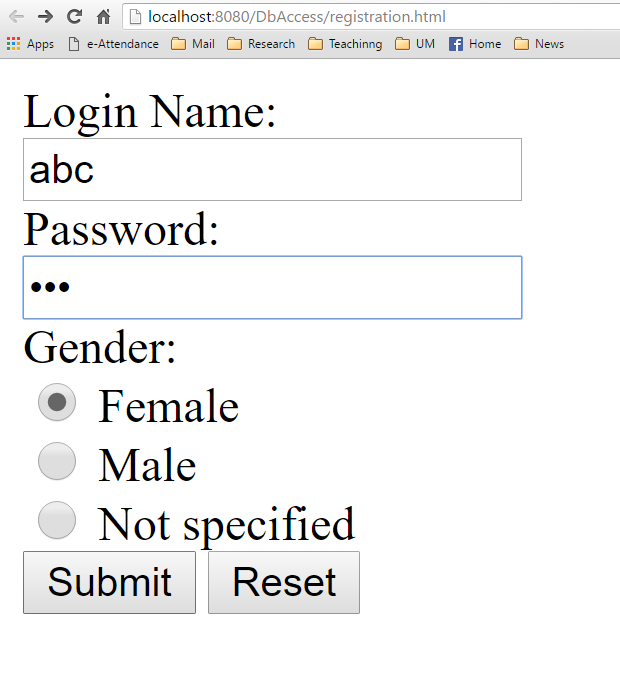 localhost:8080/DbAccess/registration.html
Apps e-Attendance Mail Research Teachinng UM Home News
Login Name:
abc
Password:
•••
Gender:
Female
Male
Not specified
Submit Reset